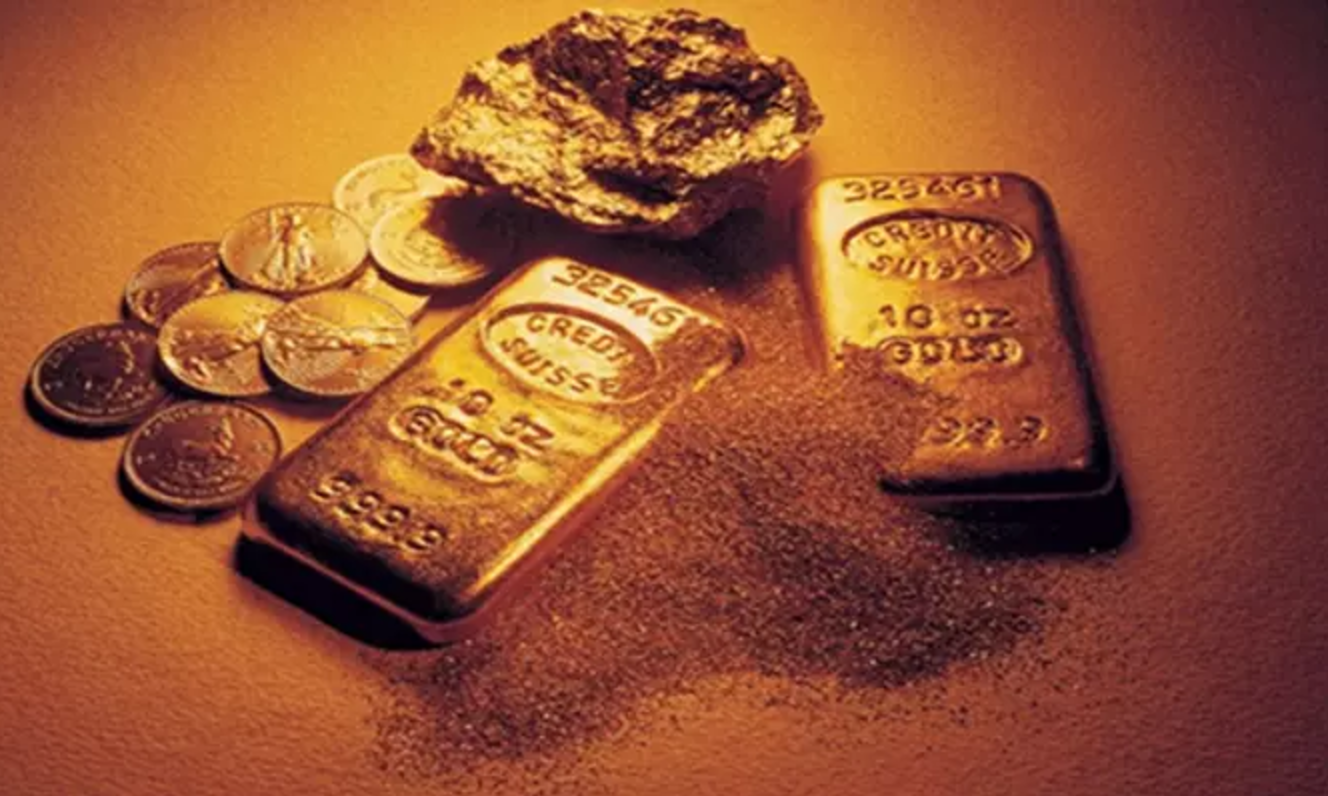 32546
CREDIT
SUISSE
10 OZ
GOLD
999.9
325461
CREDIT
SUISSE
10 OZ
GOLD